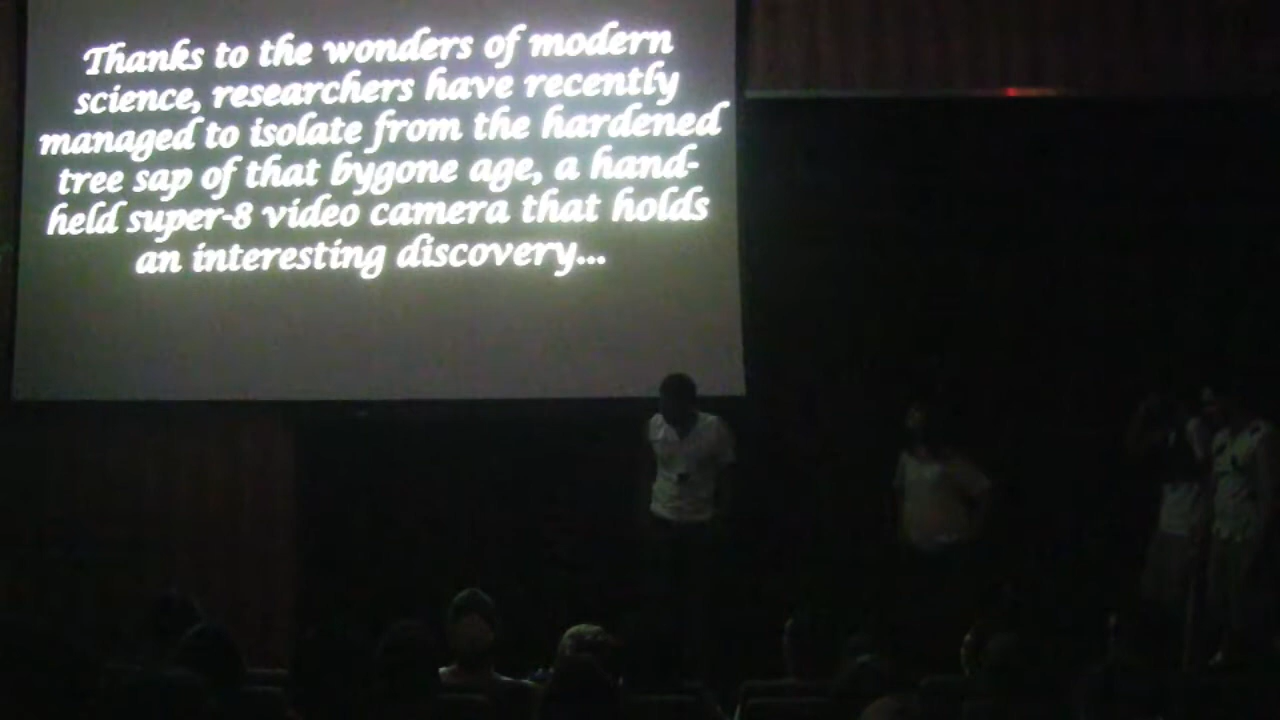 Thanks to the wonders of modern
science, researchers have recently
managed to isolate from the hardened
tree sap of that bygone age, a hand-
held super-8 video camera that holds
an interesting discovery...